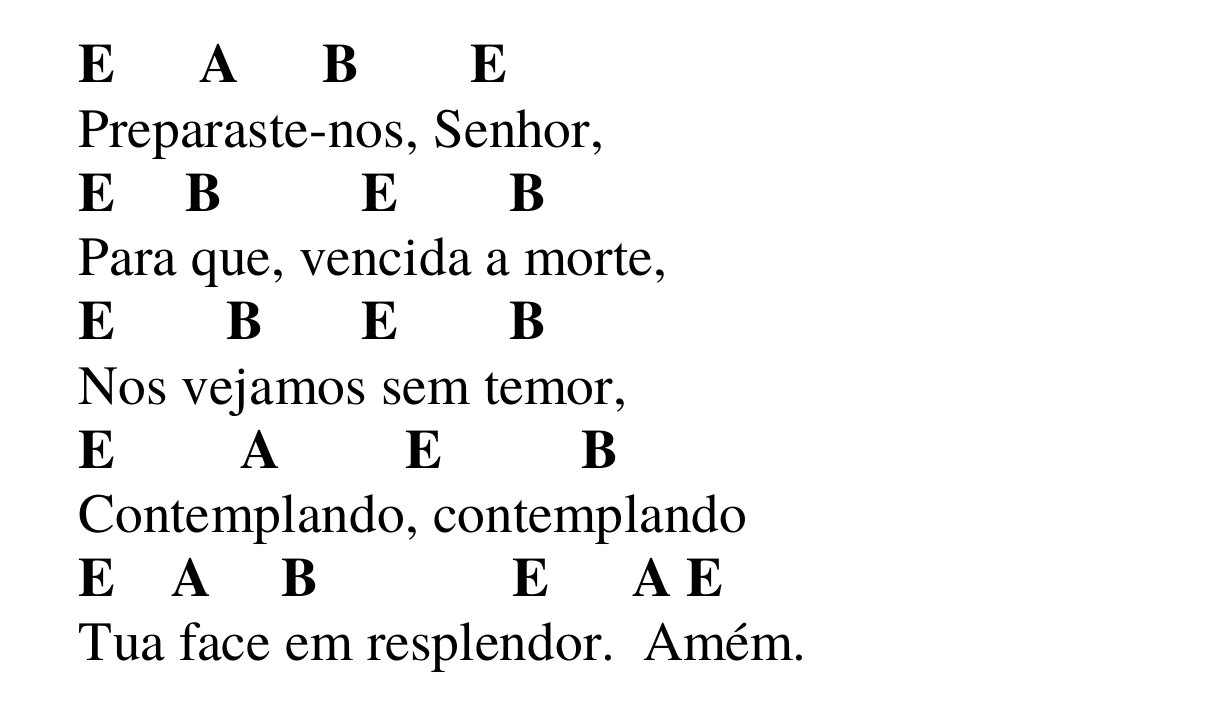 E A B E
Preparaste-nos, Senhor,
E B E B
Para que, vencida a morte,
E B E B
Nos vejamos sem temor,
E A E B
Contemplando, contemplando
E A B E A E
Tua face em resplendor. Amém.